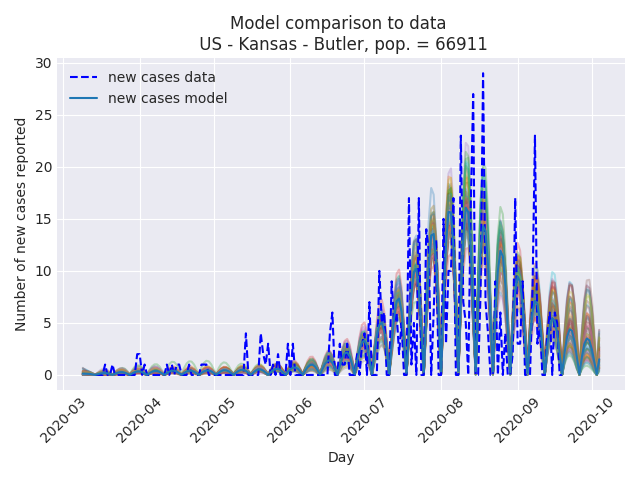 Model comparison to data
US - Kansas - Butler, pop. = 66911
new cases data
new cases model
Number of new cases reported
30
25
20
15
10
5
0
2020-03
2020-04
2020-05
2020-06
2020-07
2020-08
2020-09
2020-10
Day